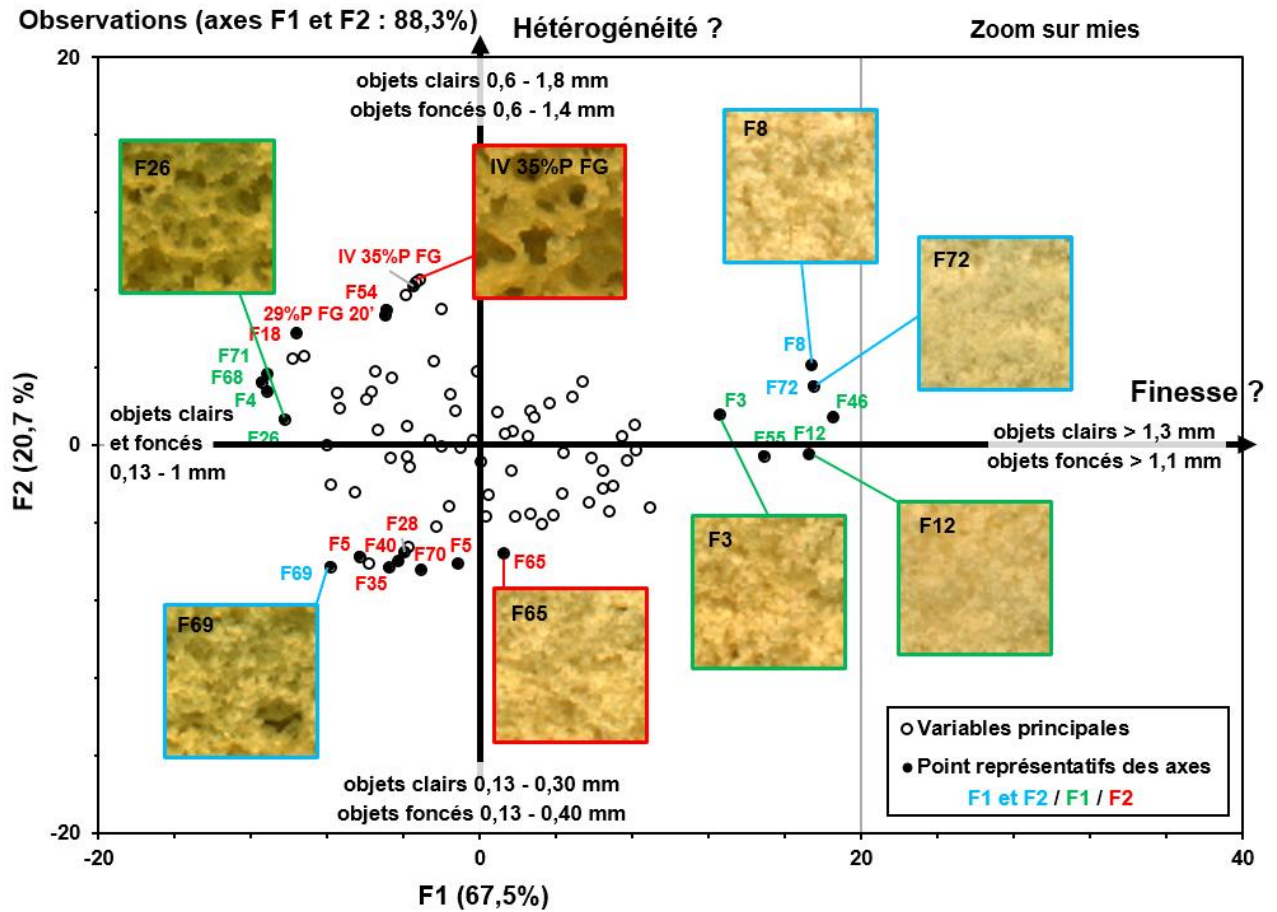 Observations (axes F1 et F2 : 88,3%)
Hétérogénéité ?
Zoom sur mies
20
objets clairs 0,6 - 1,8 mm
objets foncés 0,6 - 1,4 mm
F8
F26
IV 35%P FG
F72
IV 35%P FG
F54
29%P FG 20’
F18
F71
F68
F4
F8
F72
Finesse ?
F3
F46
objets clairs
et foncés
0,13 - 1 mm
F26
F55
F12
objets clairs > 1,3 mm
objets foncés > 1,1 mm
0
F2 (20,7 %)
F28
F5
F40
F70
F5
F69
F35
F65
F3
F12
F69
F65
Variables principales
Point représentatifs des axes
F1 et F2 / F1 / F2
objets clairs 0,13 - 0,30 mm
objets foncés 0,13 - 0,40 mm
-20
-20
0
20
40
F1 (67,5%)